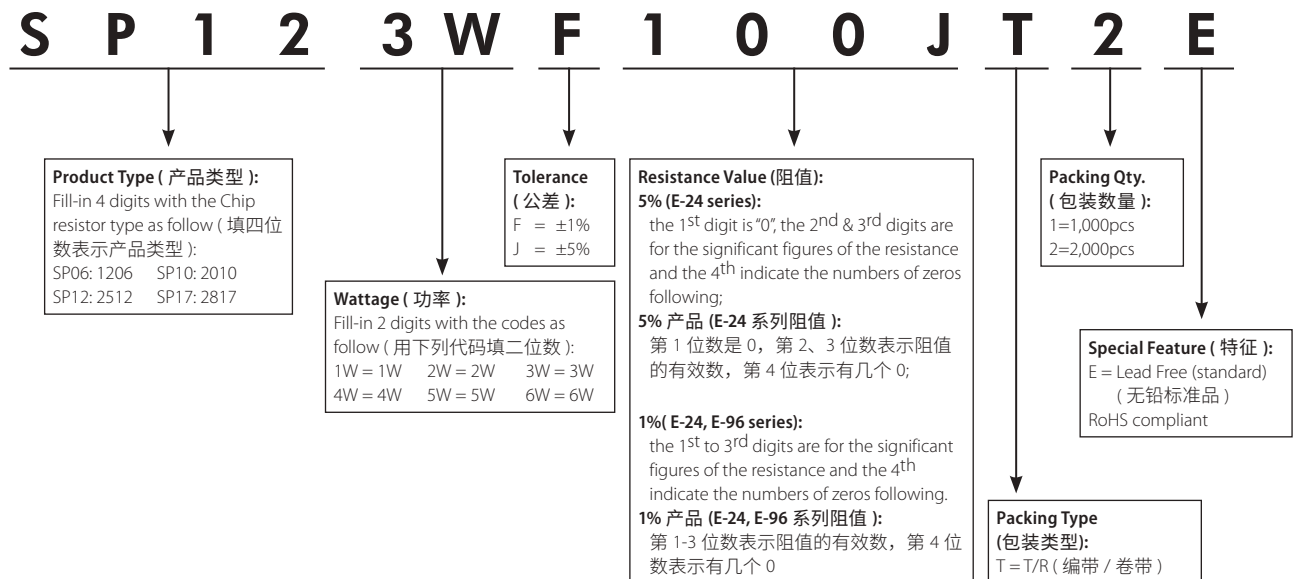 S P 1 2 3 W F 1 0 0 J T 2 E
Product Type ( 产品类型 ):
Fill-in 4 digits with the Chip
resistor type as follow ( 填四位
数表示产品类型 ):
SP06: 1206 SP10: 2010
SP12: 2512 SP17: 2817
Wattage ( 功率 ):
Fill-in 2 digits with the codes as
follow ( 用下列代码填二位数 ):
1W = 1W 2W = 2W 3W = 3W
4W = 4W 5W = 5W 6W = 6W
Tolerance
( 公差 ):
F = ±1%
J = ±5%
Resistance Value (阻值):
5% (E-24 series):
the 1st digit is "0", the 2nd & 3rd digits are
for the significant figures of the resistance
and the 4th indicate the numbers of zeros
following;
5% 产品 (E-24 系列阻值 ):
第 1 位数是 0，第 2、3 位数表示阻值
的有效数，第 4 位表示有几个 0;
1%( E-24, E-96 series):
the 1st to 3rd digits are for the significant
figures of the resistance and the 4th
indicate the numbers of zeros following.
1% 产品 (E-24, E-96 系列阻值 ):
第 1-3 位数表示阻值的有效数，第 4 位
数表示有几个 0
Packing Type
(包装类型):
T = T/R ( 编带 / 卷带 )
Packing Qty.
( 包装数量 ):
1=1,000pcs
2=2,000pcs
Special Feature ( 特征 ):
E = Lead Free (standard)
( 无铅标准品 )
RoHS compliant